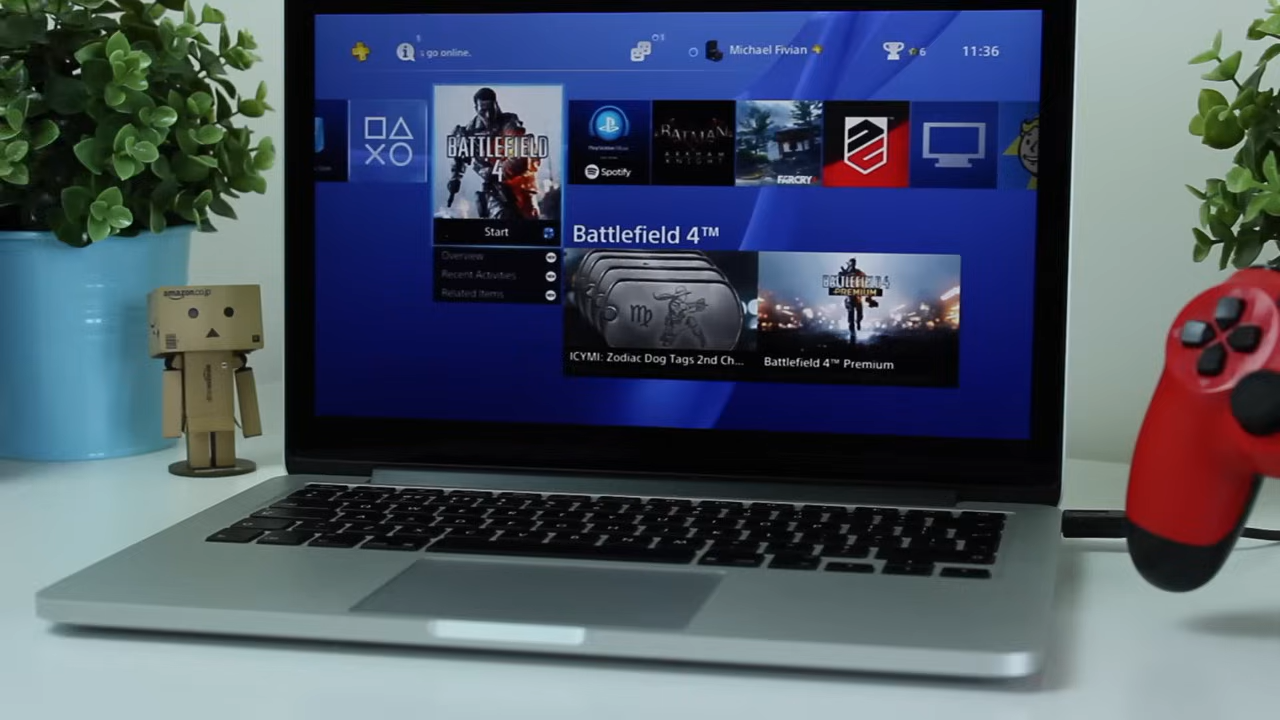 s go online.
Michael Fivian
6
11:36
BATTLEFIELD
4
Spotify
BATMAN
FARCRY
Start
Battlefield 4™
Overview
Recent Activities
Related Items
BATTLEFIELD 4
PREMIUM
ICYMI: Zodiac Dog Tags 2nd Ch...
Battlefield 4™ Premium
amazon.co.jp